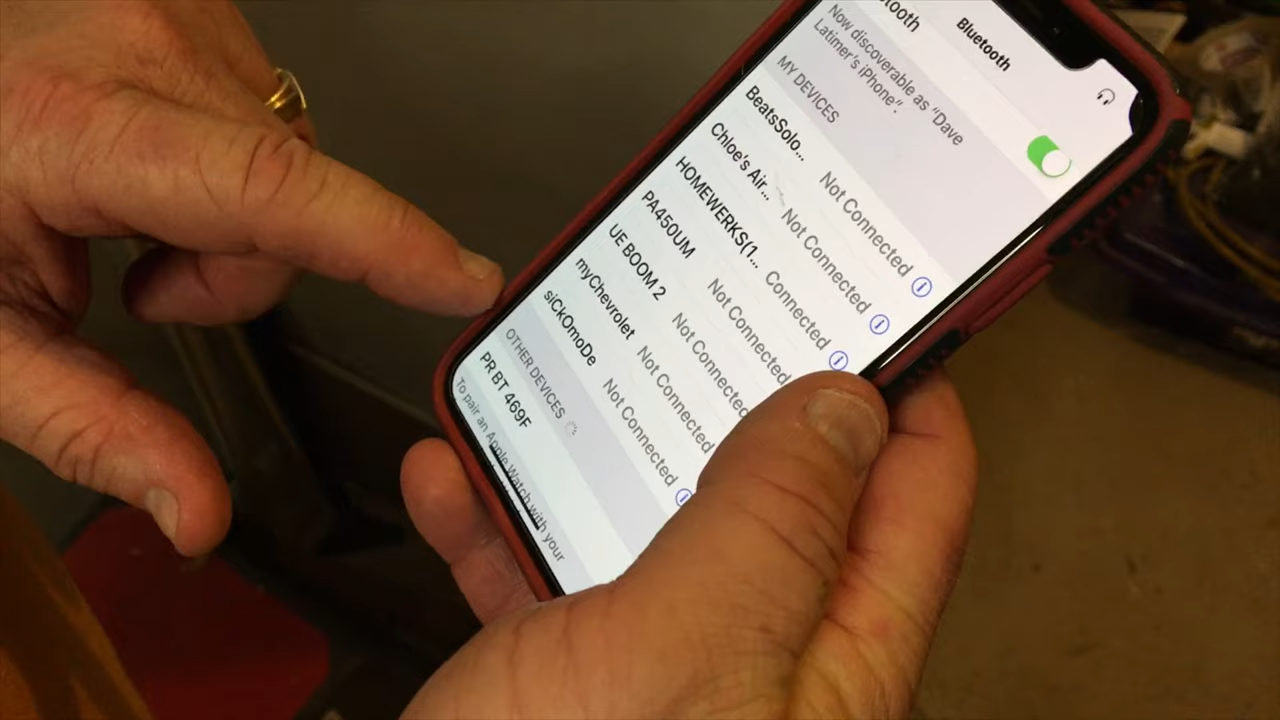 Bluetooth
tooth
Now discoverable as “Dave
Latimer's iPhone”.
MY DEVICES
BeatsSolo... Not Connected
Chloe's Air... Not Connected
HOMEWERKS(1... Connected
PA450UM Not Connected
UE BOOM 2 Not Connected
myChevrolet Not Connected
siCkOmoDe Not Connected
OTHER DEVICES
PR BT 469F
To pair an Apple Watch with your